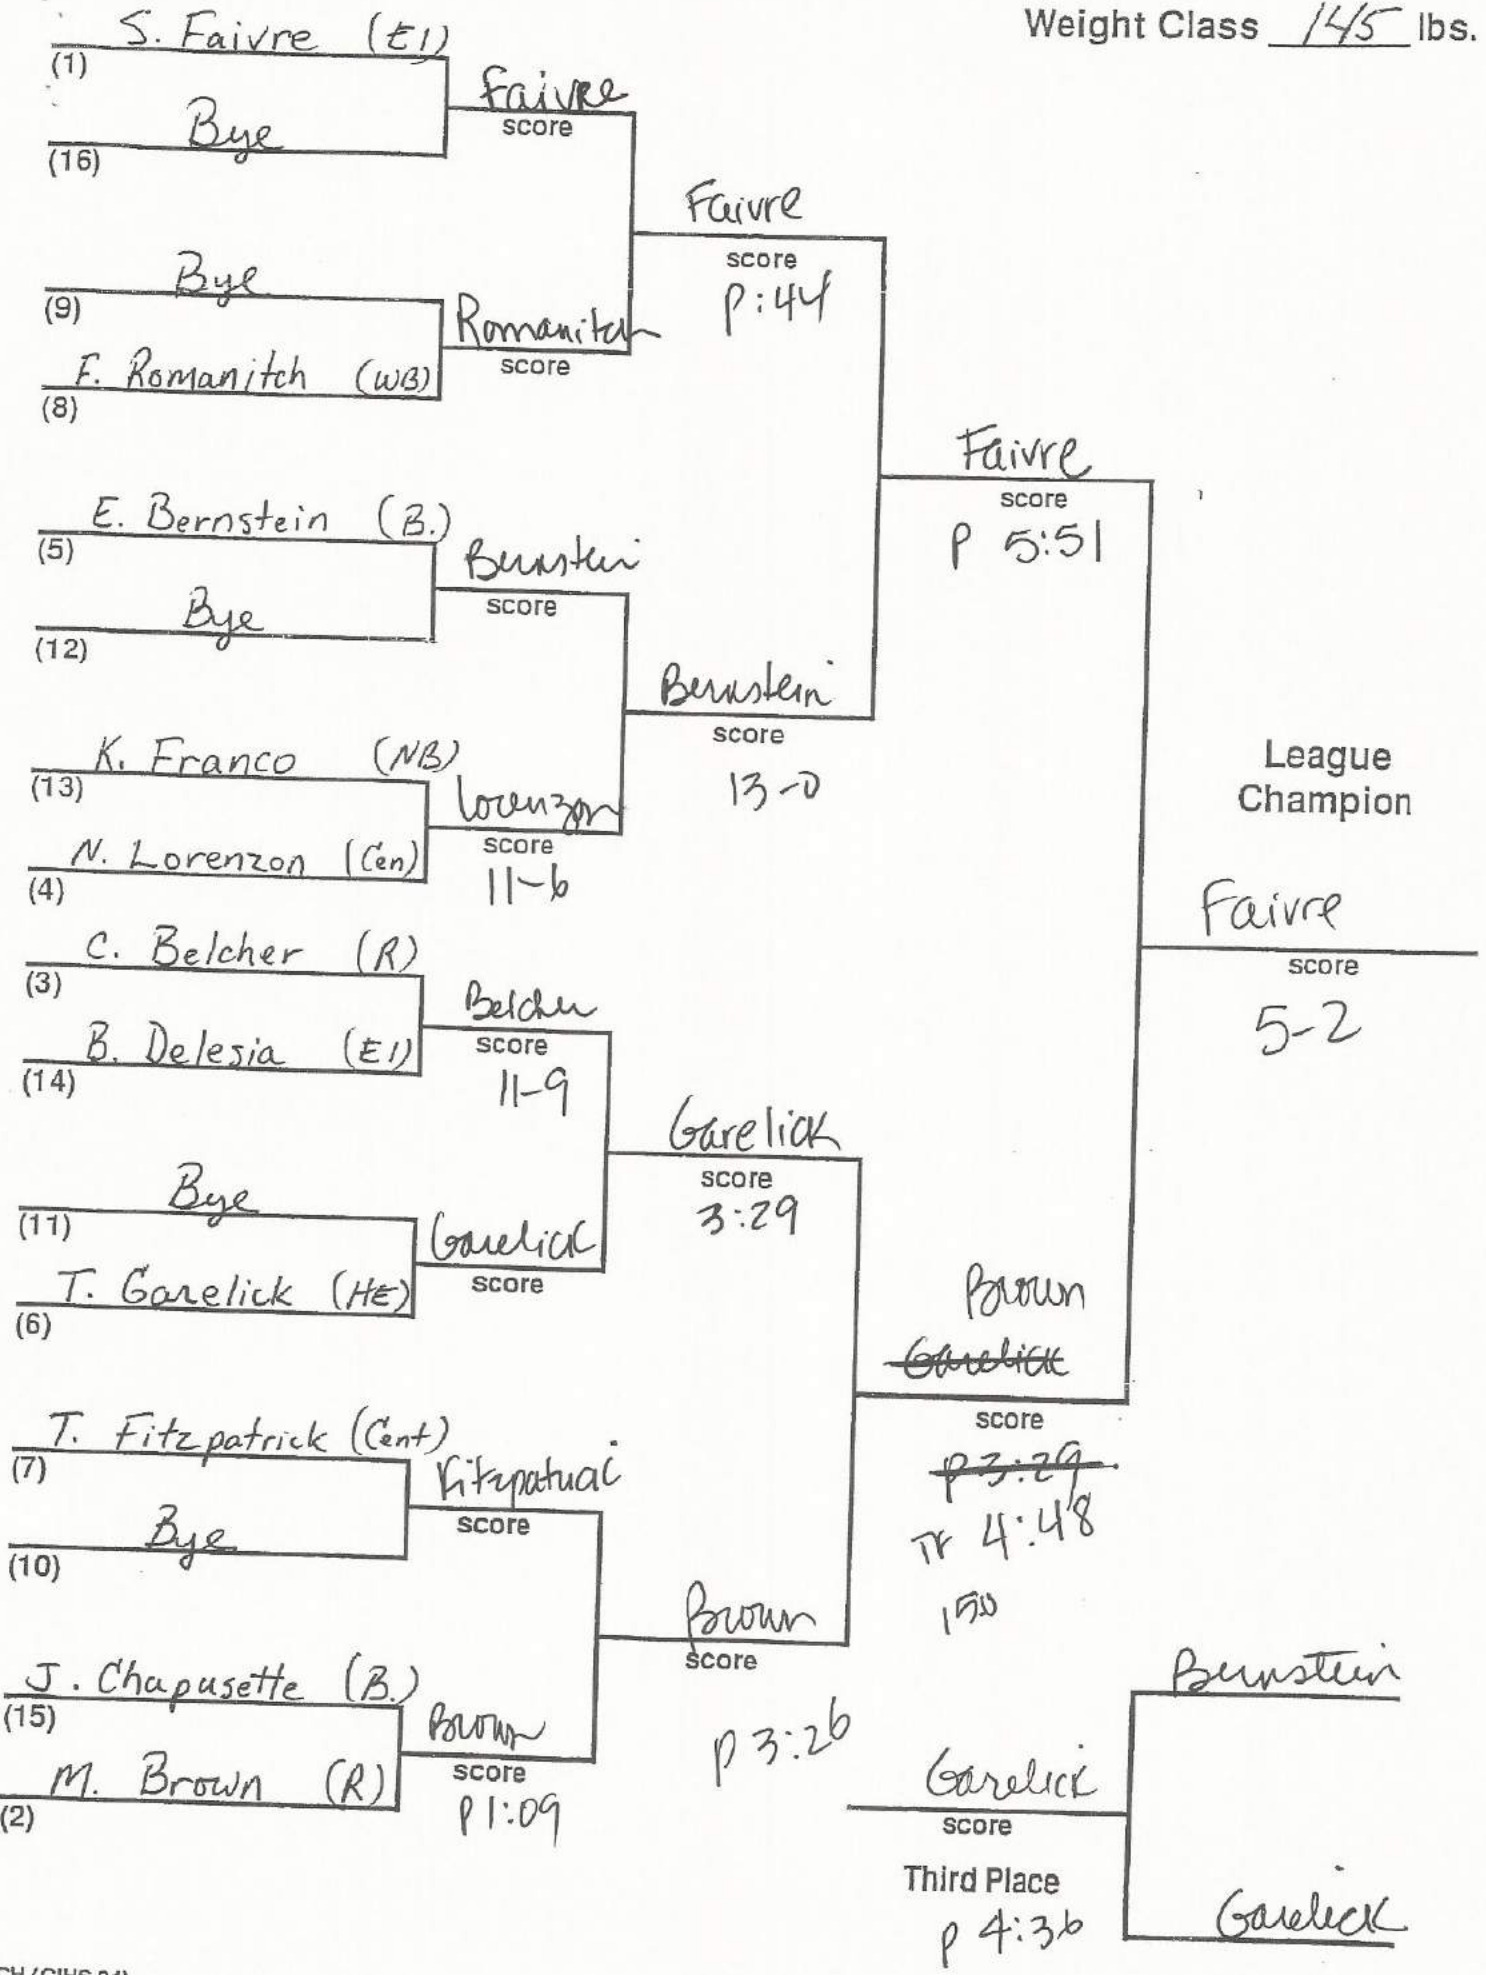 Weight Class 145 lbs.
S. Faivre (EI)
(1)
Faivre
score
Bye
(16)
Faivre
score
p :44
Bye
(9)
Romanitch
score
F. Romanitch (WB)
(8)
Faivre
score
p 5:51
E. Bernstein (B.)
(5)
Bernstein
score
Bye
(12)
Bernstein
score
13-0
K. Franco (NB)
(13)
Lorenzon
score
11-6
N. Lorenzon (Cen)
(4)
League
Champion
Faivre
score
5-2
C. Belcher (R)
(3)
Belcher
score
11-9
B. Delesia (EI)
(14)
Garelick
score
3:29
Bye
(11)
Garelick
score
T. Garelick (HE)
(6)
Brown
Garelick
score
p 3:29
TF 4:48
T. Fitzpatrick (Cent)
(7)
Fitzpatrick
score
Bye
(10)
Brown
score
p 3:26
J. Chapusette (B.)
(15)
Brown
score
p 1:09
M. Brown (R)
(2)
Bernstein
Garelick
score
Third Place
p 4:36
Garelick